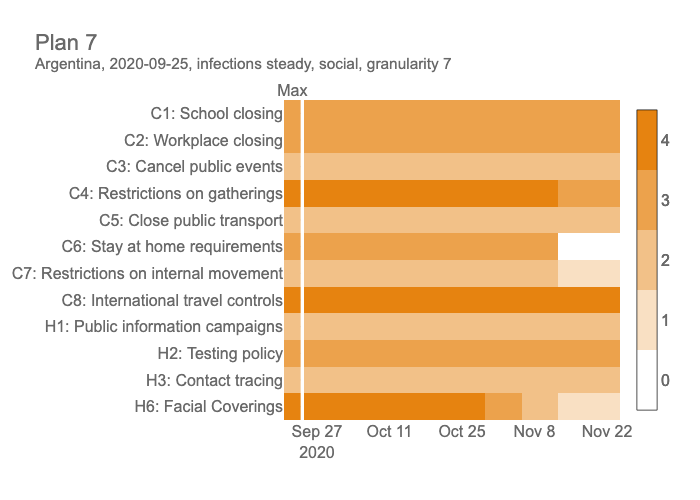 Plan 7
Argentina, 2020-09-25, infections steady, social, granularity 7
Max
C1: School closing
C2: Workplace closing
C3: Cancel public events
C4: Restrictions on gatherings
C5: Close public transport
C6: Stay at home requirements
C7: Restrictions on internal movement
C8: International travel controls
H1: Public information campaigns
H2: Testing policy
H3: Contact tracing
H6: Facial Coverings
4
3
2
1
0
Sep 27 Oct 11 Oct 25 Nov 8 Nov 22
2020